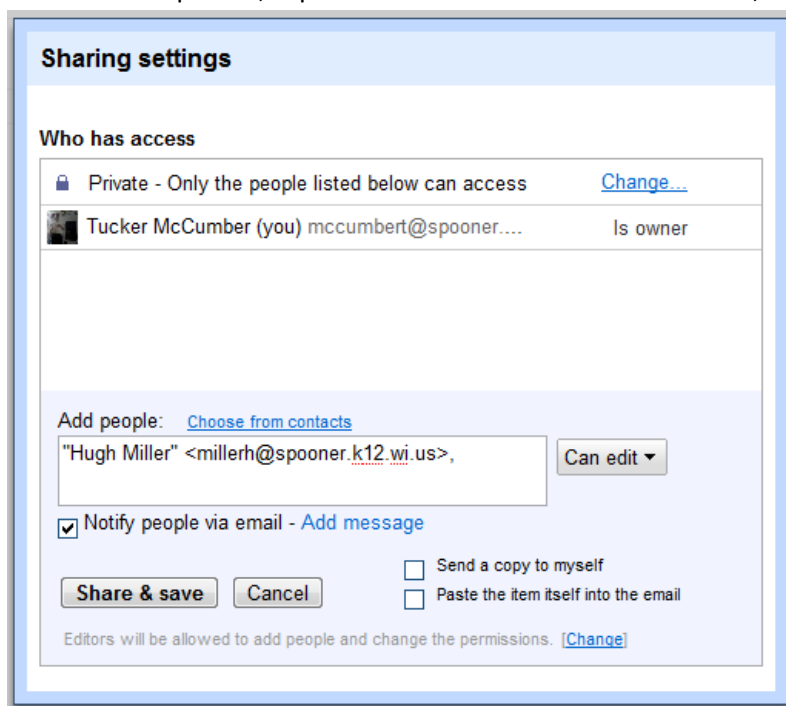 Sharing settings
Who has access
Private - Only the people listed below can access Change...
Tucker McCumber (you) mccumbert@spooner.... Is owner
Add people: Choose from contacts
"Hugh Miller" <millerh@spooner.k12.wi.us>,
Can edit
Notify people via email - Add message
Send a copy to myself
Share & save Cancel
Paste the item itself into the email
Editors will be allowed to add people and change the permissions. [Change]